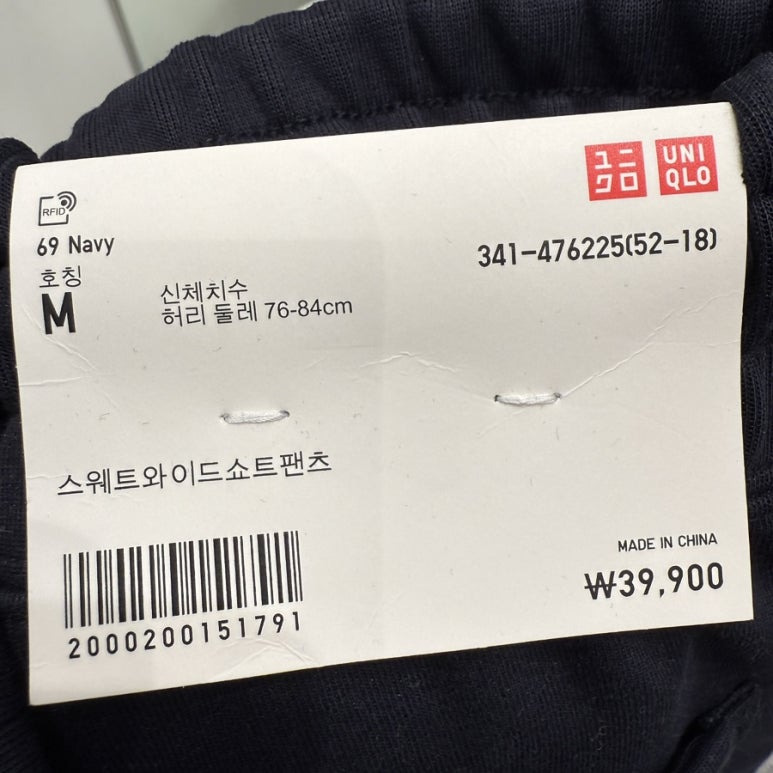 ユニ
クロ
UNI
QLO
RFID
69 Navy
341-476225(52-18)
호칭
M
신체치수
허리 둘레 76-84cm
스웨트와이드쇼트팬츠
2000200151791
MADE IN CHINA
₩39,900